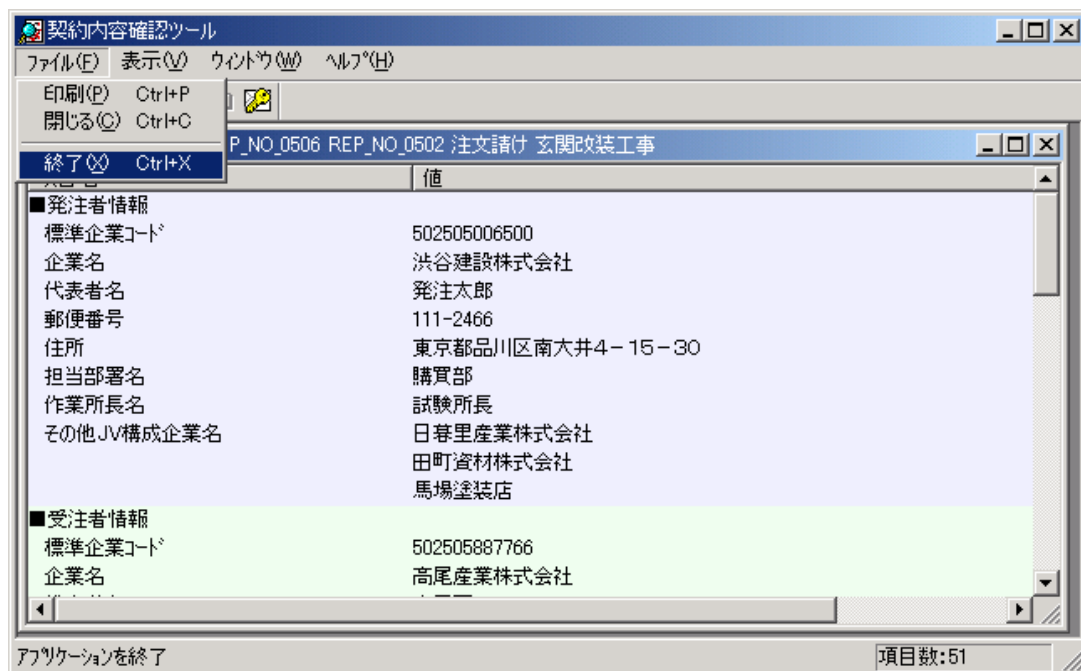 契約内容確認ツール
ファイル(F) 表示(V) ウィンドウ(W) ヘルプ(H)
印刷(P) Ctrl+P
閉じる(C) Ctrl+C
終了(X) Ctrl+X
P_NO_0506 REP_NO_0502 注文請け 玄関改装工事
値
■発注者情報
標準企業コード 502505006500
企業名 渋谷建設株式会社
代表者名 発注太郎
郵便番号 111-2466
住所 東京都品川区南大井4-15-30
担当部署名 購買部
作業所長名 試験所長
その他JV構成企業名 日暮里産業株式会社
田町資材株式会社
馬場塗装店
■受注者情報
標準企業コード 502505887766
企業名 高尾産業株式会社
アプリケーションを終了 項目数:51